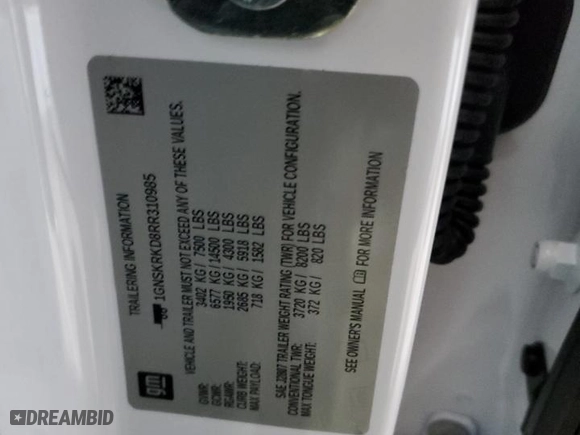 gm
TRAILERING INFORMATION
1GNSKRKD8RR310985
VEHICLE AND TRAILER MUST NOT EXCEED ANY OF THESE VALUES.
GVWR: 3402 KG / 7500 LBS
GCWR: 6577 KG / 14500 LBS
RGAWR: 1950 KG / 4300 LBS
CURB WEIGHT: 2685 KG / 5918 LBS
MAX PAYLOAD: 718 KG / 1582 LBS
SAE J2807 TRAILER WEIGHT RATING (TWR) FOR VEHICLE CONFIGURATION.
CONVENTIONAL TWR: 3720 KG / 8200 LBS
MAX TONGUE WEIGHT: 372 KG / 820 LBS
SEE OWNER'S MANUAL FOR MORE INFORMATION
DREAMBID